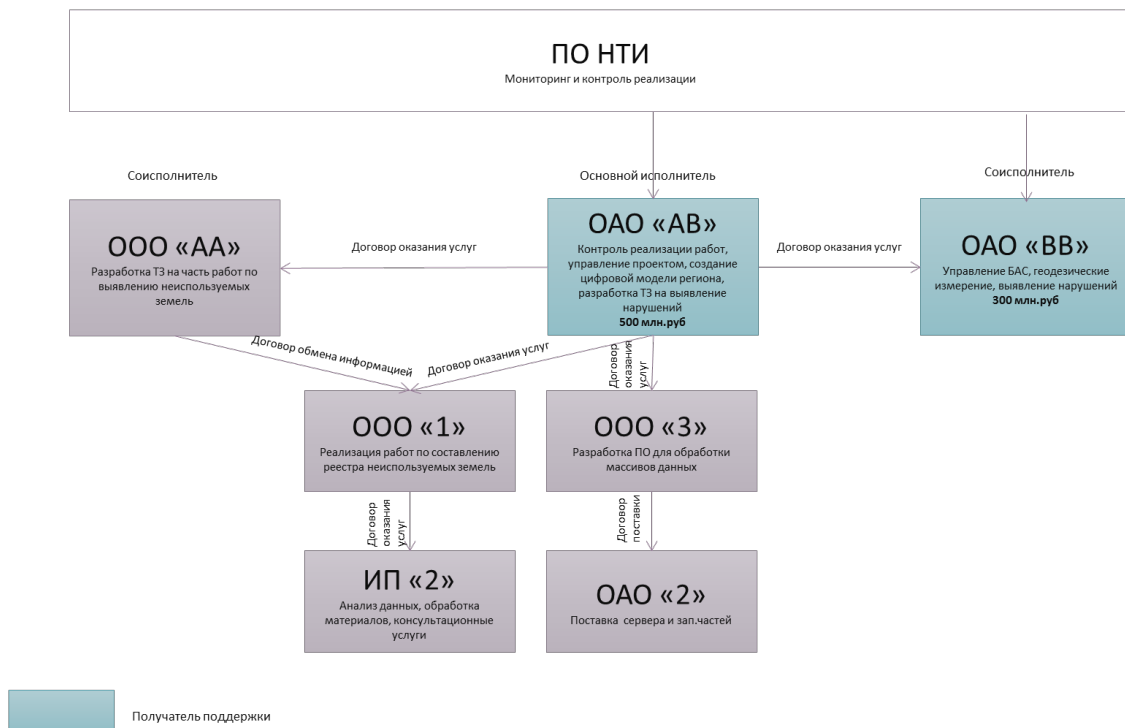 ПО НТИ
Мониторинг и контроль реализации
Соисполнитель
Основной исполнитель
Соисполнитель
ООО «АА»
Разработка ТЗ на часть работ по
выявлению неиспользуемых
земель
Договор оказания услуг
ОАО «АВ»
Контроль реализации работ,
управление проектом, создание
цифровой модели региона,
разработка ТЗ на выявление
нарушений
500 млн.руб
Договор оказания услуг
ОАО «ВВ»
Управление БАС, геодезические
измерение, выявление нарушений
300 млн.руб
Договор обмена информацией
Договор оказания услуг
Договор
оказания
услуг
ООО «1»
Реализация работ по составлению
реестра неиспользуемых земель
ООО «3»
Разработка ПО для обработки
массивов данных
Договор
оказания
услуг
Договор
поставки
ИП «2»
Анализ данных, обработка
материалов, консультационные
услуги
ОАО «2»
Поставка сервера и зап.частей
Получатель поддержки